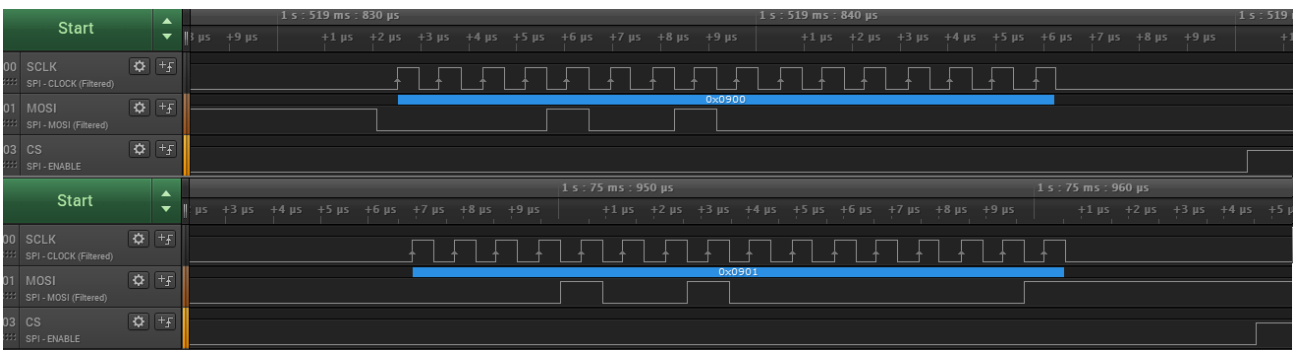 1 s : 519 ms : 830 µs 1 s : 519 ms : 840 µs 1 s : 519
Start
µs +9 µs +1 µs +2 µs +3 µs +4 µs +5 µs +6 µs +7 µs +8 µs +9 µs +1 µs +2 µs +3 µs +4 µs +5 µs +6 µs +7 µs +8 µs +9 µs +1
00 SCLK
SPI - CLOCK (Filtered)
0x0900
01 MOSI
SPI - MOSI (Filtered)
03 CS
SPI - ENABLE
1 s : 75 ms : 950 µs 1 s : 75 ms : 960 µs
Start
µs +3 µs +4 µs +5 µs +6 µs +7 µs +8 µs +9 µs +1 µs +2 µs +3 µs +4 µs +5 µs +6 µs +7 µs +8 µs +9 µs +1 µs +2 µs +3 µs +4 µs +5 µ
00 SCLK
SPI - CLOCK (Filtered)
0x0901
01 MOSI
SPI - MOSI (Filtered)
03 CS
SPI - ENABLE